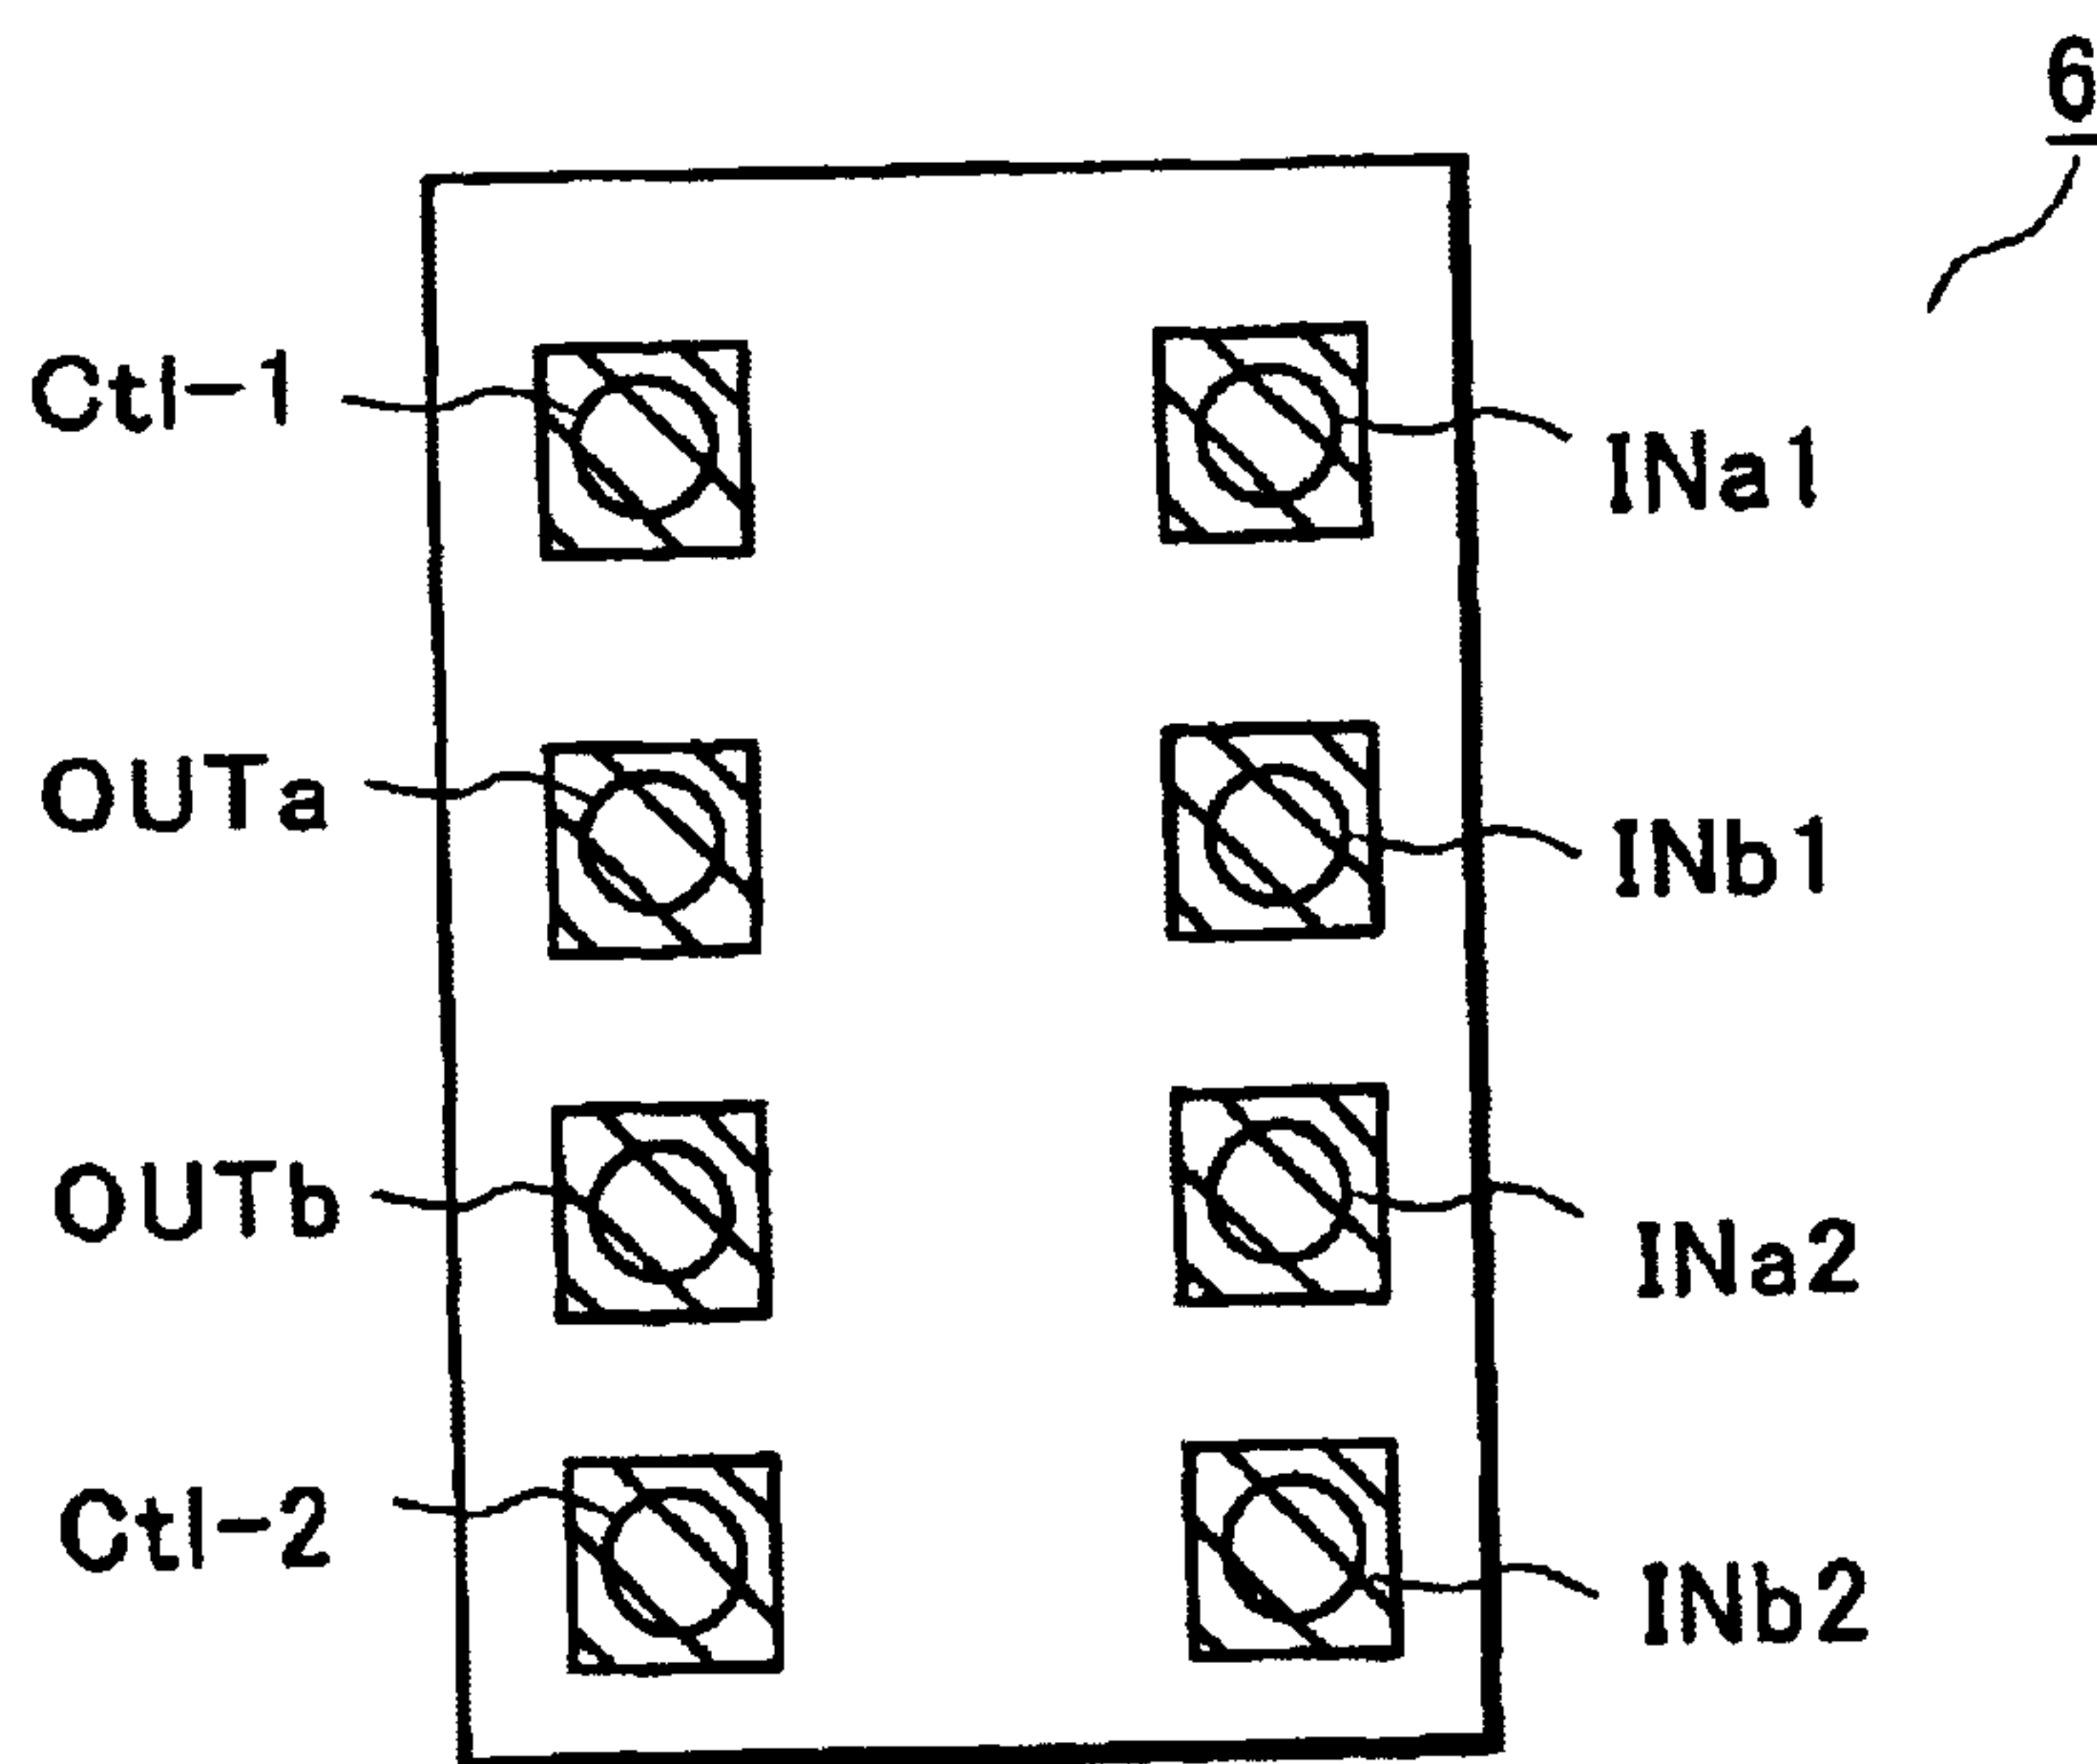 6
Ctl-1
INa1
OUTa
INb1
OUTb
INa2
Ctl-2
INb2